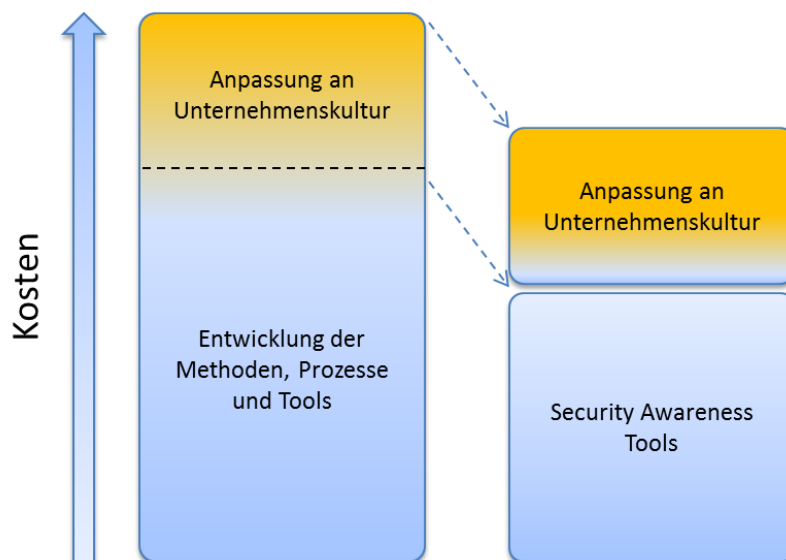 Kosten
Anpassung an
Unternehmenskultur
Entwicklung der
Methoden, Prozesse
und Tools
Anpassung an
Unternehmenskultur
Security Awareness
Tools